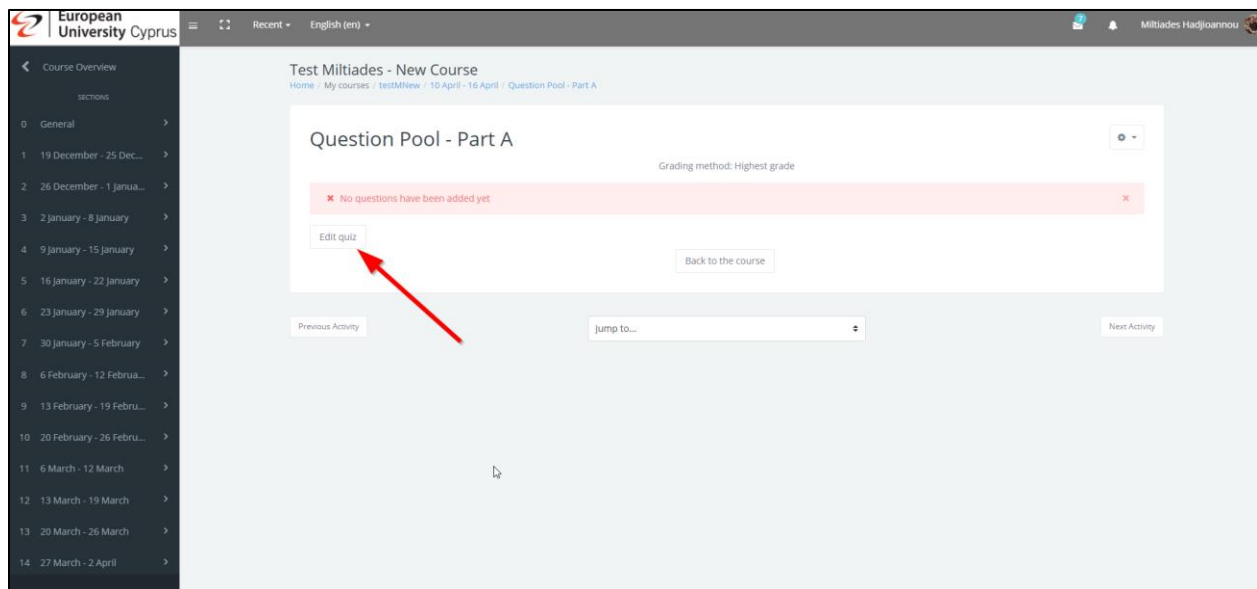 European
University Cyprus
Recent
English (en)
7
Miltiades Hadjioannou
Course Overview
SECTIONS
0 General
1 19 December - 25 Dec...
2 26 December - 1 Janua...
3 2 January - 8 January
4 9 January - 15 January
5 16 January - 22 January
6 23 January - 29 January
7 30 January - 5 February
8 6 February - 12 Februa...
9 13 February - 19 Febru...
10 20 February - 26 Febru...
11 6 March - 12 March
12 13 March - 19 March
13 20 March - 26 March
14 27 March - 2 April
Test Miltiades - New Course
Home / My courses / testMNew / 10 April - 16 April / Question Pool - Part A
Question Pool - Part A
Grading method: Highest grade
No questions have been added yet
Edit quiz
Back to the course
Previous Activity
Jump to...
Next Activity